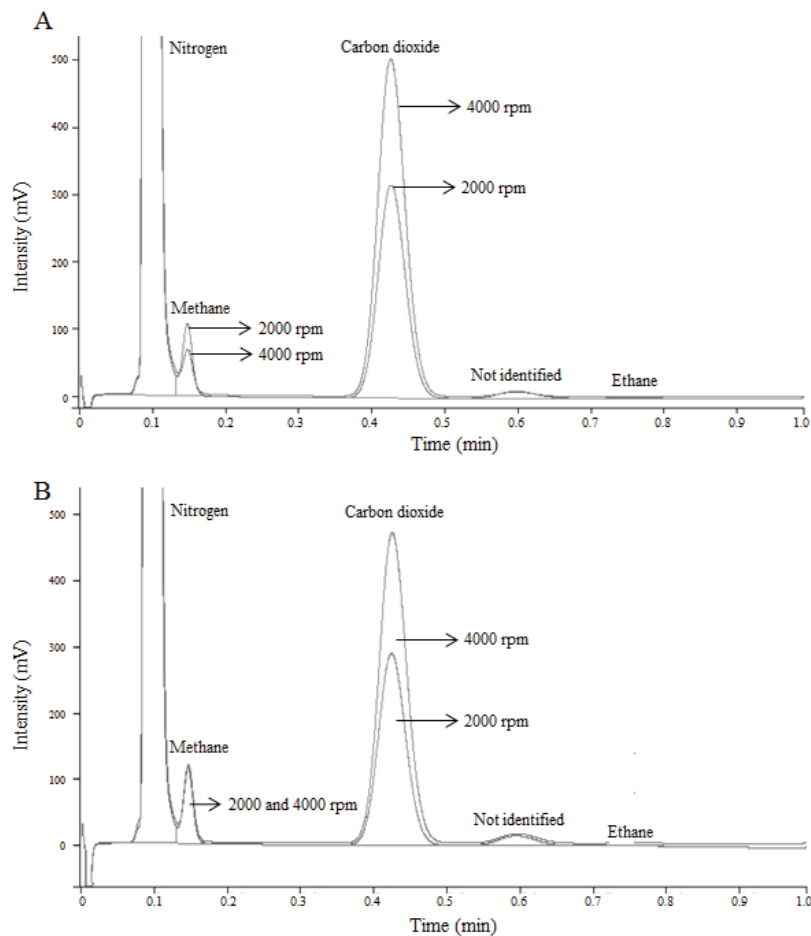 A
Nitrogen
Carbon dioxide
500
4000 rpm
400
300
2000 rpm
200
Methane
100
2000 rpm
4000 rpm
Not identified
Ethane
0
Intensity (mV)
0 0.1 0.2 0.3 0.4 0.5 0.6 0.7 0.8 0.9 1.0
Time (min)
B
Nitrogen
Carbon dioxide
500
400
300
4000 rpm
200
2000 rpm
Methane
100
2000 and 4000 rpm
Not identified
Ethane
0
Intensity (mV)
0 0.1 0.2 0.3 0.4 0.5 0.6 0.7 0.8 0.9 1.0
Time (min)